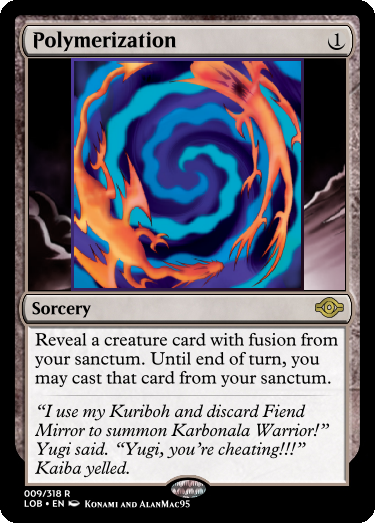 Polymerization 1
Sorcery
Reveal a creature card with fusion from
your sanctum. Until end of turn, you
may cast that card from your sanctum.
“I use my Kuriboh and discard Fiend
Mirror to summon Karbonala Warrior!”
Yugi said. “Yugi, you’re cheating!!!”
Kaiba yelled.
009/318 R
LOB • EN Konami and AlanMac95